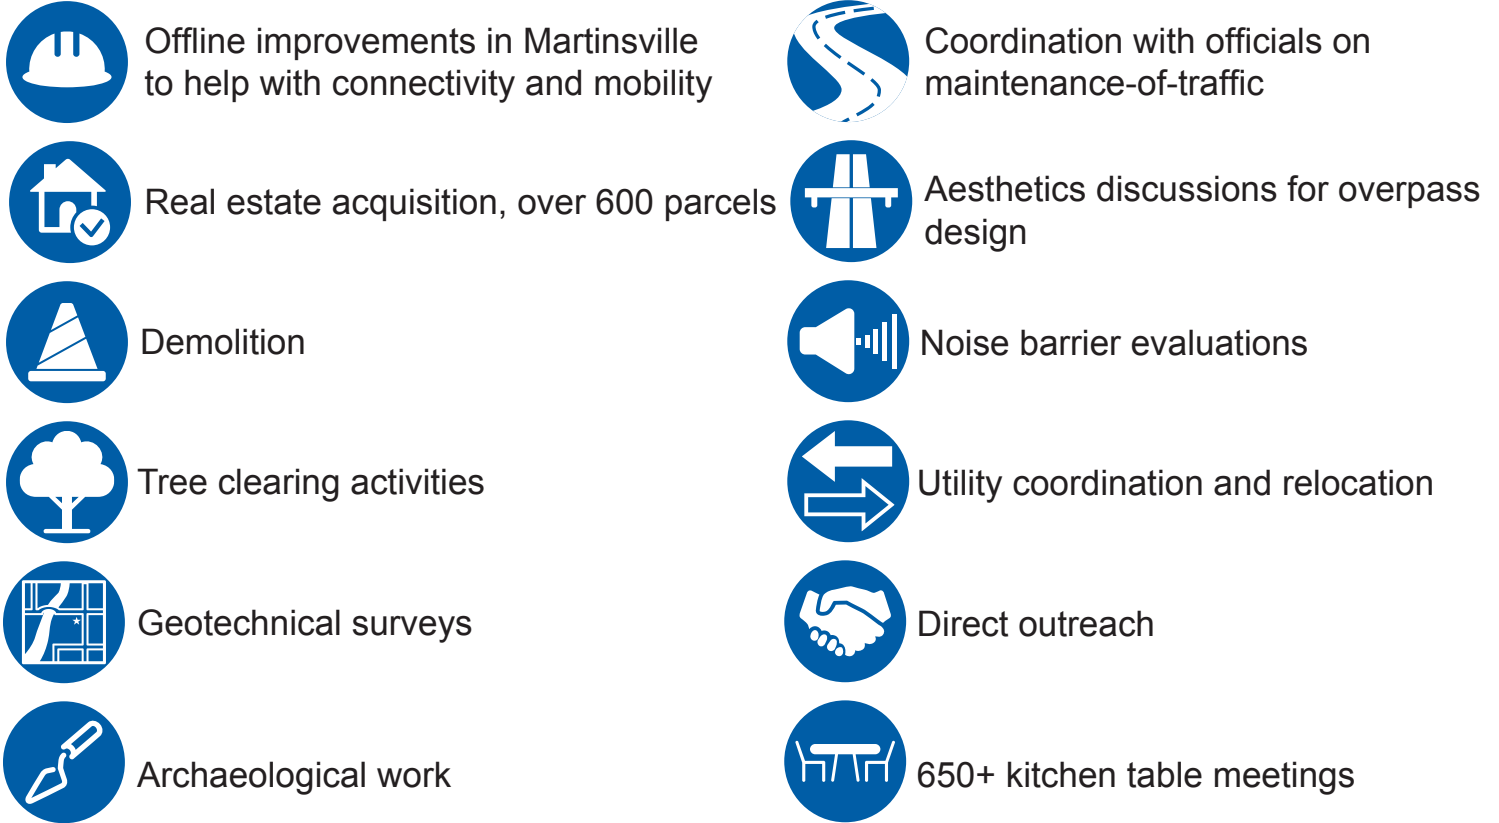 Offline improvements in Martinsville
to help with connectivity and mobility
Real estate acquisition, over 600 parcels
Demolition
Tree clearing activities
Geotechnical surveys
Archaeological work
Coordination with officials on
maintenance-of-traffic
Aesthetics discussions for overpass
design
Noise barrier evaluations
Utility coordination and relocation
Direct outreach
650+ kitchen table meetings